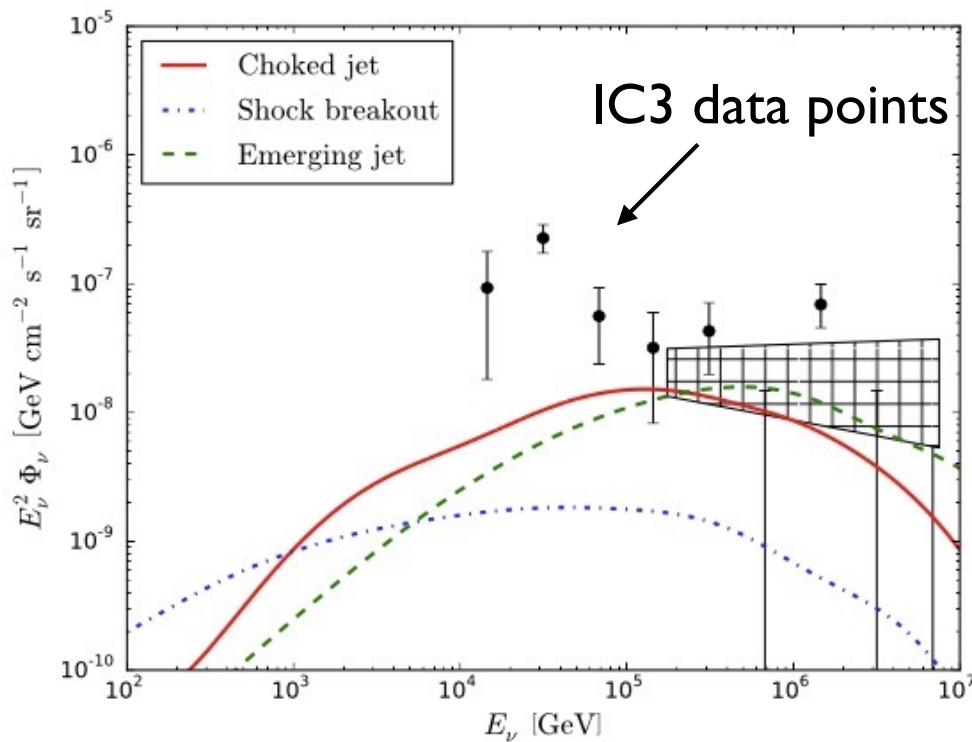 10^-5
Choked jet
Shock breakout
Emerging jet
IC3 data points
10^-6
10^-7
10^-8
10^-9
10^-10
E_ν^2 Φ_ν [GeV cm^-2 s^-1 sr^-1]
10^2 10^3 10^4 10^5 10^6 10^7
E_ν [GeV]